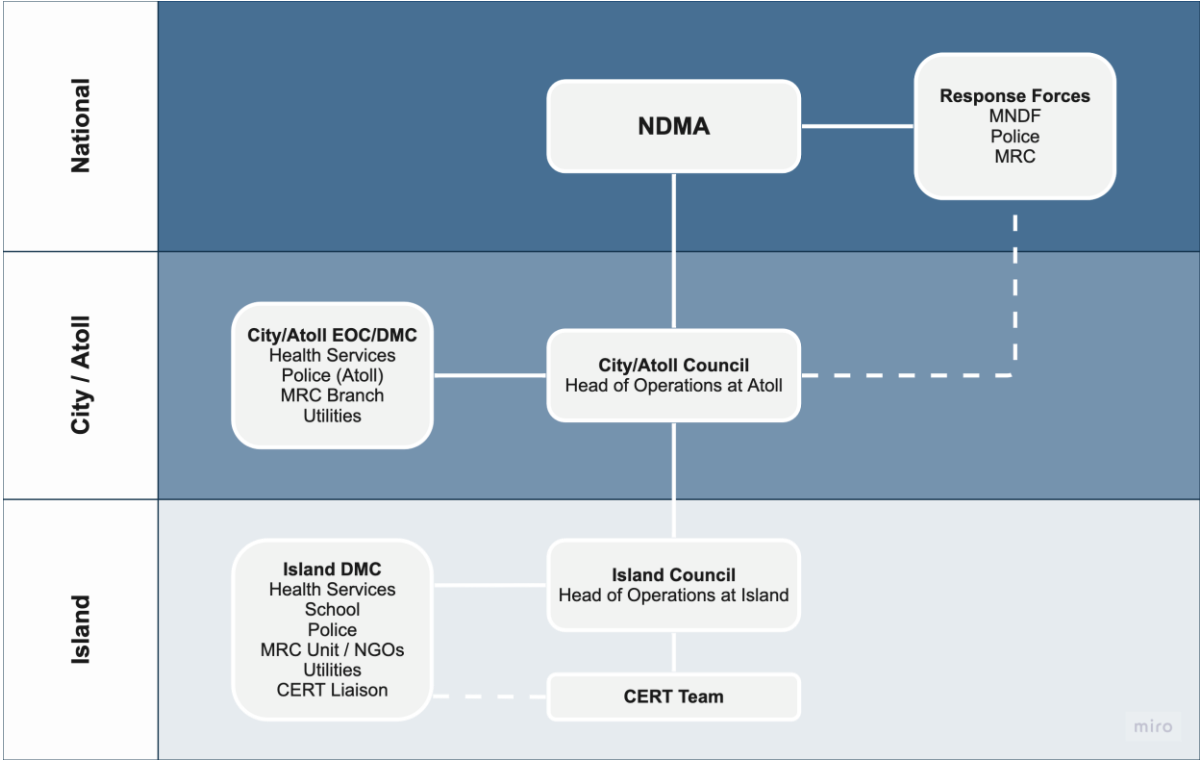 National
NDMA
Response Forces
MNDF
Police
MRC
City / Atoll
City/Atoll EOC/DMC
Health Services
Police (Atoll)
MRC Branch
Utilities
City/Atoll Council
Head of Operations at Atoll
Island
Island DMC
Health Services
School
Police
MRC Unit / NGOs
Utilities
CERT Liaison
Island Council
Head of Operations at Island
CERT Team
miro